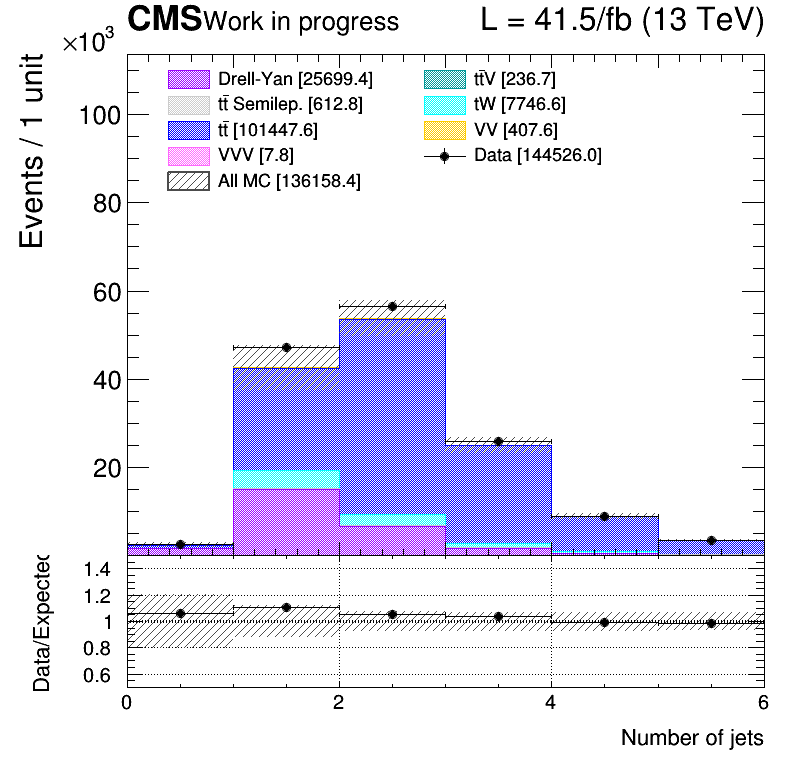 CMS Work in progress L = 41.5/fb (13 TeV)
×10³
Events / 1 unit
Drell-Yan [25699.4]
tt̄ Semilep. [612.8]
tt̄ [101447.6]
VVV [7.8]
All MC [136158.4]
tt̄V [236.7]
tW [7746.6]
VV [407.6]
Data [144526.0]
100
80
60
40
20
Data/Expected
1.4
1.2
1
0.8
0.6
0 2 4 6
Number of jets